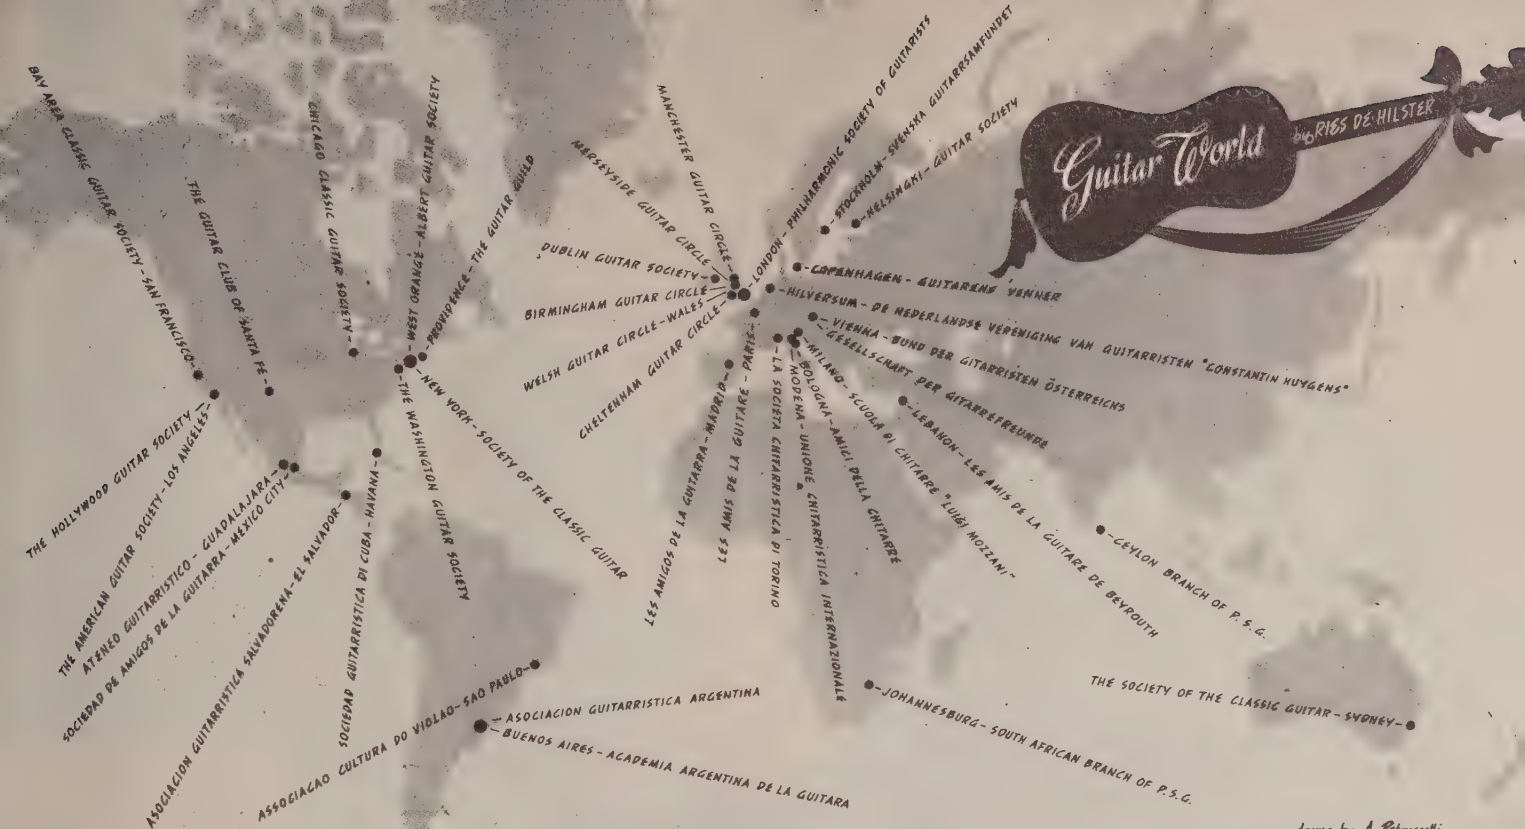 Guitar World
by DRIES DE HILSTER
BAY AREA CLASSIC GUITAR SOCIETY - SAN FRANCISCO
THE GUITAR CLUB OF SANTA FE
CHICAGO CLASSIC GUITAR SOCIETY
WEST ORANGE - ALBERT GUITAR SOCIETY
PROVIDENCE - THE GUITAR GUILD
THE HOLLYWOOD GUITAR SOCIETY
THE AMERICAN GUITAR SOCIETY - LOS ANGELES
ATENEO GUITARRISTICO - GUADALAJARA
SOCIEDAD DE AMIGOS DE LA GUITARRA - MEXICO CITY
ASOCIACION GUITARRISTICA SALVADORENA - EL SALVADOR
SOCIEDAD GUITARRISTICA DI CUBA - HAVANA
THE WASHINGTON GUITAR SOCIETY
NEW YORK - SOCIETY OF THE CLASSIC GUITAR
ASSOCIACAO CULTURA DO VIOLAO - SAO PAULO
ASOCIACION GUITARRISTICA ARGENTINA
BUENOS AIRES - ACADEMIA ARGENTINA DE LA GUITARA
MANCHESTER GUITAR CIRCLE
MERSEYSIDE GUITAR CIRCLE
DUBLIN GUITAR SOCIETY
BIRMINGHAM GUITAR CIRCLE
WELSH GUITAR CIRCLE - WALES
CHELTENHAM GUITAR CIRCLE
LONDON - PHILHARMONIC SOCIETY OF GUITARISTS
STOCKHOLM - SVENSKA GUITARRSAMFUNDET
HELSINGKI - GUITAR SOCIETY
COPENHAGEN - GUITARENS VENNER
HILVERSUM - DE NEDERLANDSE VERENIGING VAN GUITARRISTEN "CONSTANTIN HUYGENS"
VIENNA - BUND DER GITARRISTEN ÖSTERREICHS
GESELLSCHAFT DER GITARREFREUNDE
MILANO - SCUOLA DI CHITARRE "LUIGI MOZZANI"
BOLOGNA - AMICI DELLA CHITARRE
MODENA - UNIONE CHITARRISTICA INTERNAZIONALE
LA SOCIETA CHITARRISTICA DI TORINO
LES AMIS DE LA GUITARE - PARIS
LES AMIGOS DE LA GUITARRA - MADRID
LEBANON - LES AMIS DE LA GUITARE DE BEYROUTH
CEYLON BRANCH OF P.S.G.
JOHANNESBURG - SOUTH AFRICAN BRANCH OF P.S.G.
THE SOCIETY OF THE CLASSIC GUITAR - SYDNEY